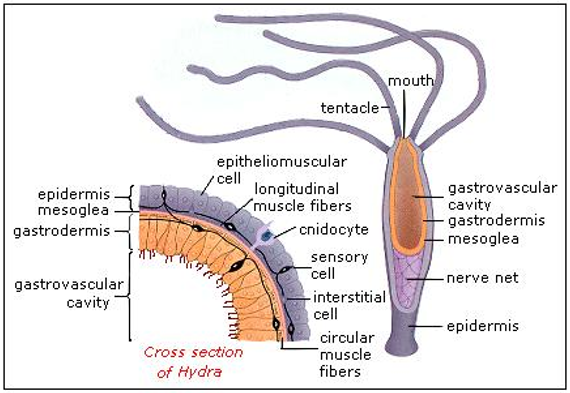 mouth
tentacle
gastrovascular
cavity
gastrodermis
mesoglea
nerve net
epidermis
epitheliomuscular
cell
longitudinal
muscle fibers
cnidocyte
sensory
cell
interstitial
cell
circular
muscle
fibers
epidermis
mesoglea
gastrodermis
gastrovascular
cavity
Cross section
of Hydra